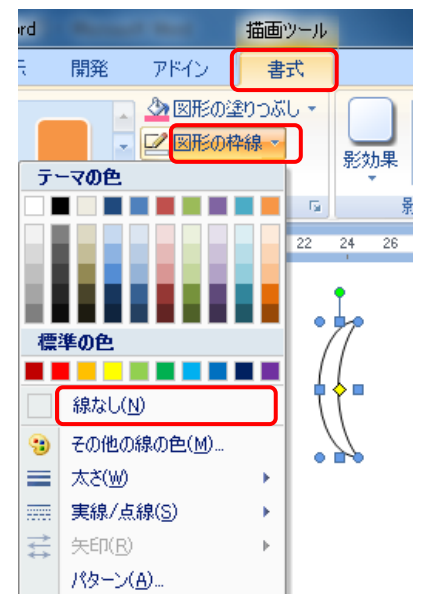 ord
描画ツール
示 開発 アドイン 書式
図形の塗りつぶし
図形の枠線
影効果
テーマの色
22 24 26
標準の色
線なし(N)
その他の線の色(M)...
太さ(W)
実線/点線(S)
矢印(R)
パターン(A)...